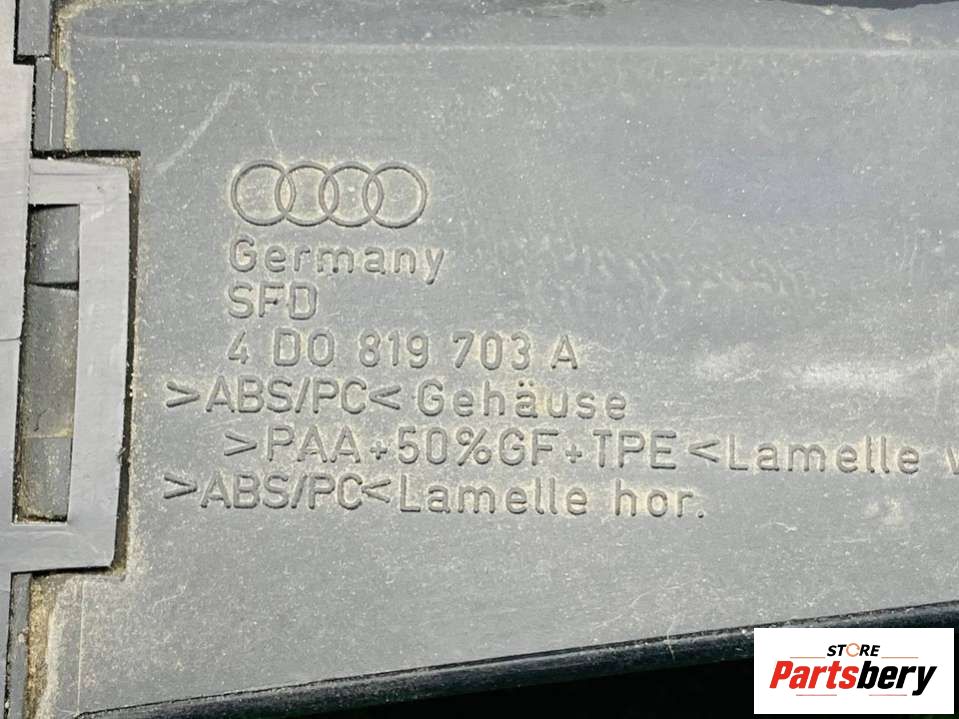 Germany
SFD
4 D0 819 703 A
>ABS/PC< Gehäuse
>PAA+50%GF+TPE<Lamelle
>ABS/PC<Lamelle hor.
STORE
Partsbery